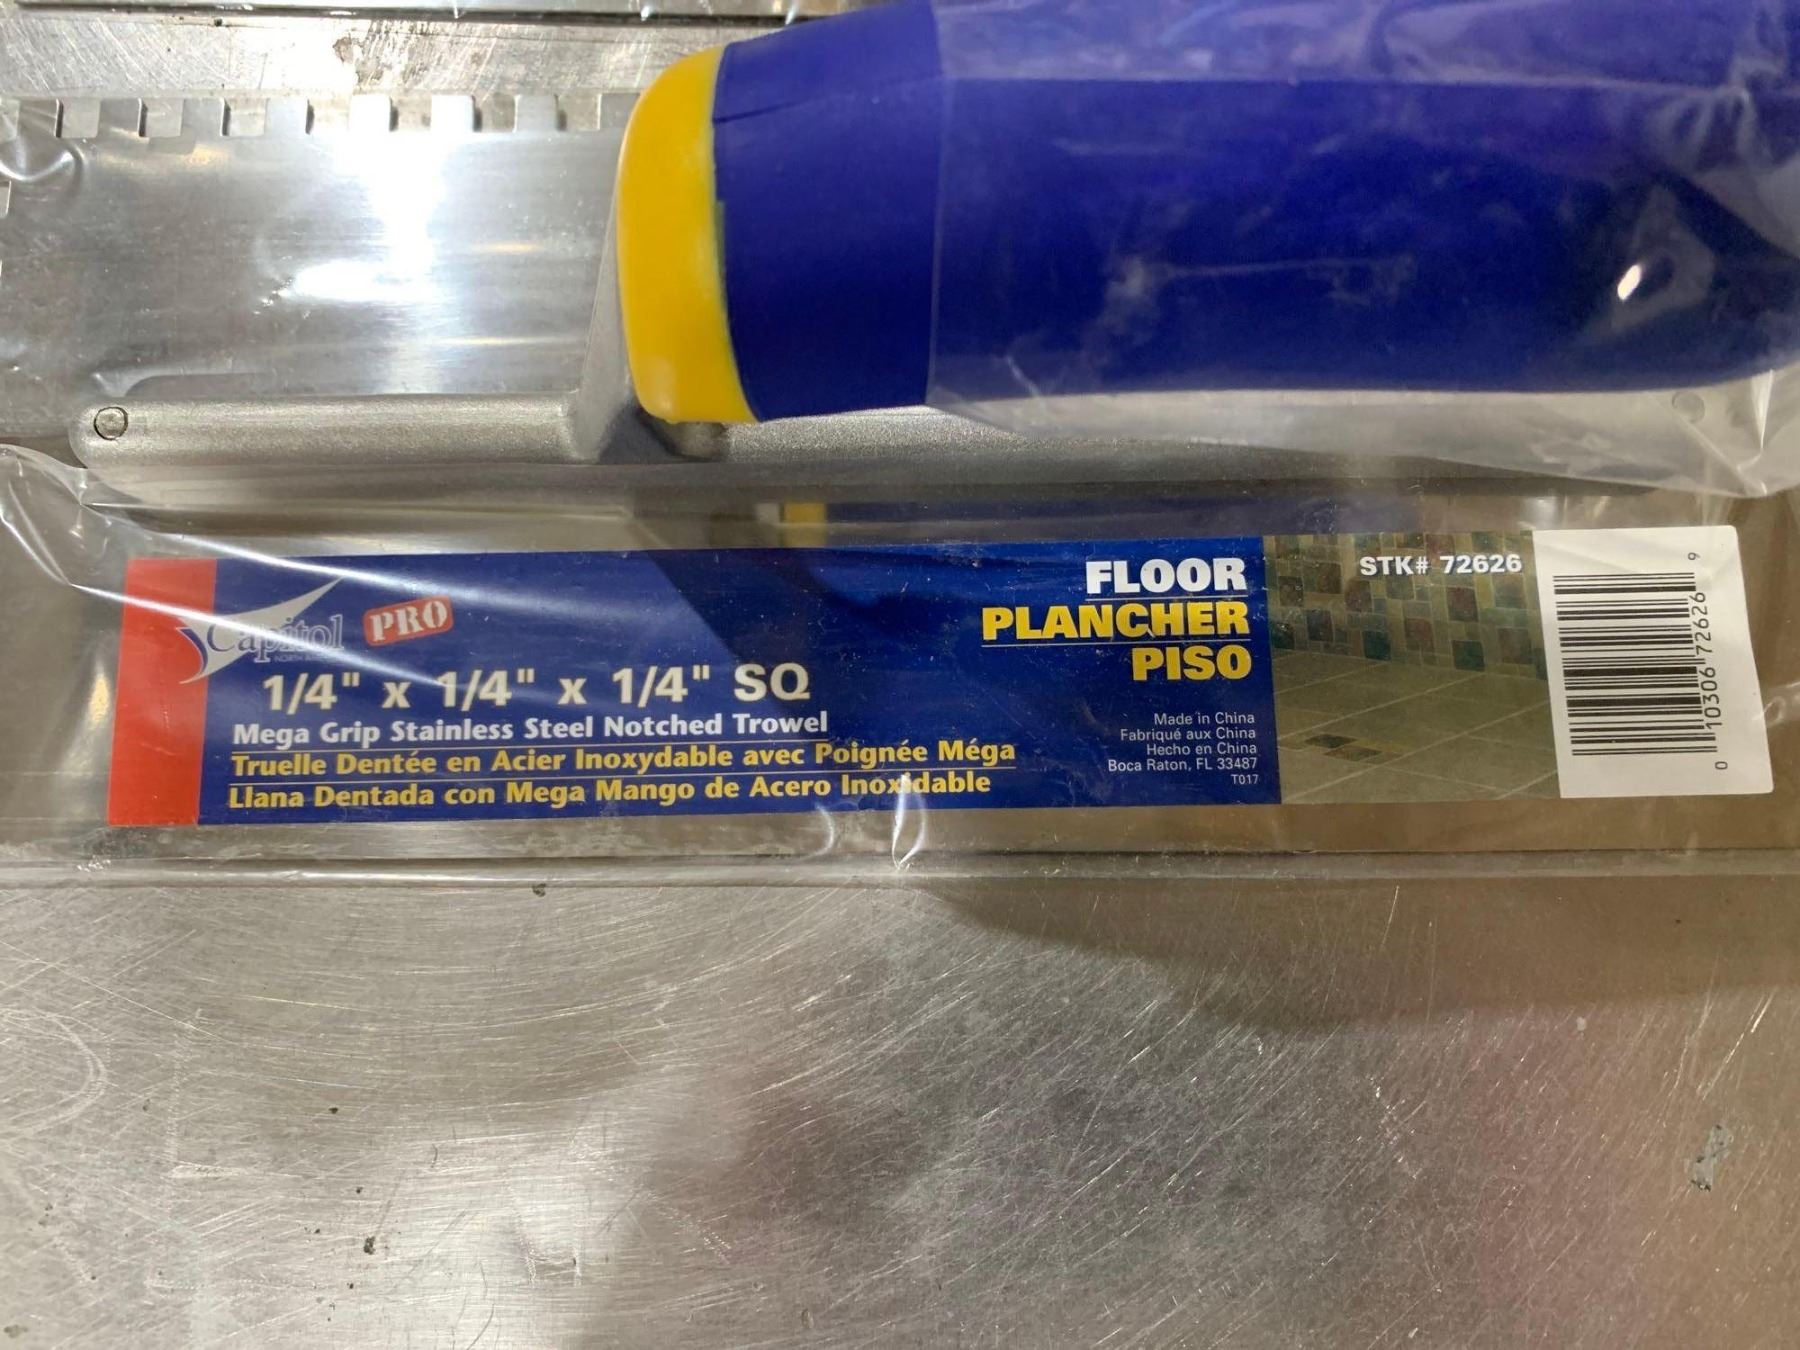 Capitol
PRO
1/4" x 1/4" x 1/4" SQ
Mega Grip Stainless Steel Notched Trowel
Truelle Dentée en Acier Inoxydable avec Poignée Méga
Llana Dentada con Mega Mango de Acero Inoxidable
FLOOR
PLANCHER
PISO
Made in China
Fabriqué aux China
Hecho en China
Boca Raton, FL 33487
T017
STK# 72626
0 10306 72626 9